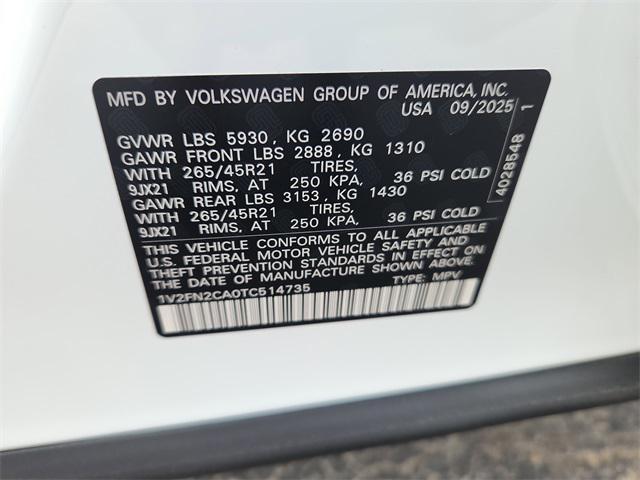 MFD BY VOLKSWAGEN GROUP OF AMERICA, INC.
USA 09/2025
GVWR LBS 5930, KG 2690
GAWR FRONT LBS 2888, KG 1310
WITH 265/45R21 TIRES,
9JX21 RIMS, AT 250 KPA, 36 PSI COLD
GAWR REAR LBS 3153, KG 1430
WITH 265/45R21 TIRES,
9JX21 RIMS, AT 250 KPA, 36 PSI COLD
THIS VEHICLE CONFORMS TO ALL APPLICABLE
U.S. FEDERAL MOTOR VEHICLE SAFETY AND
THEFT PREVENTION STANDARDS IN EFFECT ON
THE DATE OF MANUFACTURE SHOWN ABOVE.
1V2FN2CA0TC514735 TYPE: MPV
4028548 1